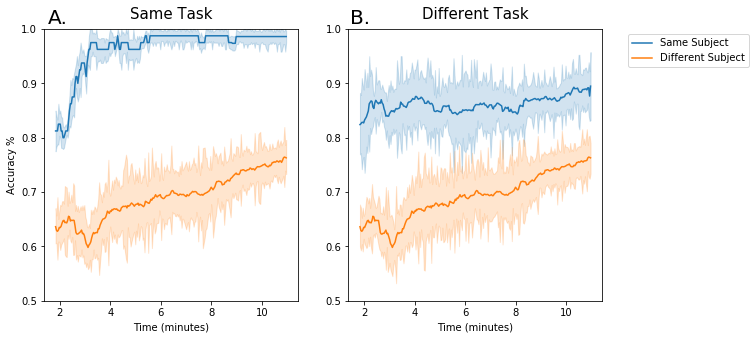 A. Same Task
B. Different Task
Same Subject
Different Subject
Accuracy %
1.0
0.9
0.8
0.7
0.6
0.5
2 4 6 8 10
Time (minutes)
1.0
0.9
0.8
0.7
0.6
0.5
2 4 6 8 10
Time (minutes)